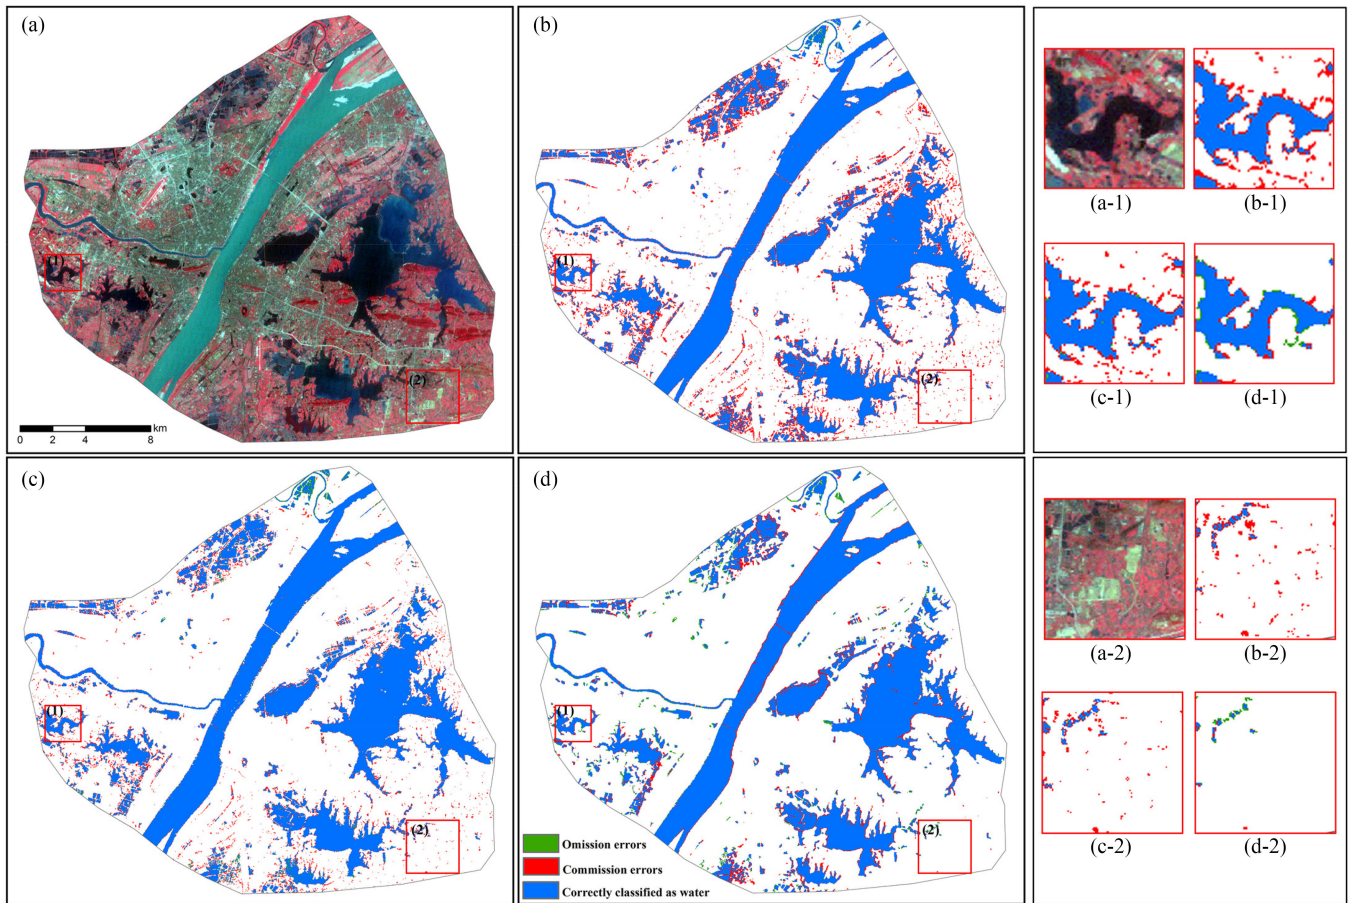 (a)
(1)
(2)
km
0 2 4 8
(b)
(1)
(2)
(a-1)
(b-1)
(c-1)
(d-1)
(c)
(1)
(2)
(d)
(1)
(2)
Omission errors
Commission errors
Correctly classified as water
(a-2)
(b-2)
(c-2)
(d-2)